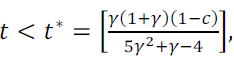 t < t* = [γ(1+γ)(1−c) / 5γ²+γ−4],